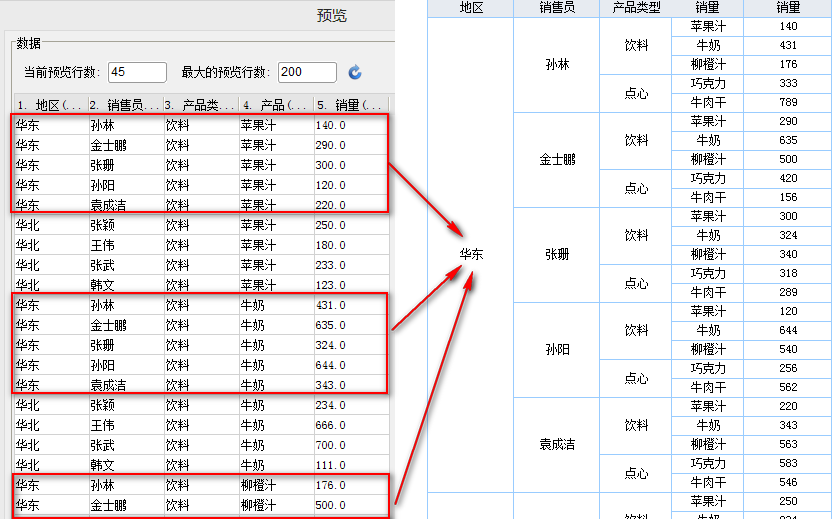 预览
数据
当前预览行数: 45 最大的预览行数: 200
1. 地区(... 2. 销售员... 3. 产品类... 4. 产品(... 5. 销量(...
华东 孙林 饮料 苹果汁 140.0
华东 金士鹏 饮料 苹果汁 290.0
华东 张珊 饮料 苹果汁 300.0
华东 孙阳 饮料 苹果汁 120.0
华东 袁成洁 饮料 苹果汁 220.0
华北 张颖 饮料 苹果汁 250.0
华北 王伟 饮料 苹果汁 180.0
华北 张武 饮料 苹果汁 233.0
华北 韩文 饮料 苹果汁 123.0
华东 孙林 饮料 牛奶 431.0
华东 金士鹏 饮料 牛奶 635.0
华东 张珊 饮料 牛奶 324.0
华东 孙阳 饮料 牛奶 644.0
华东 袁成洁 饮料 牛奶 343.0
华北 张颖 饮料 牛奶 234.0
华北 王伟 饮料 牛奶 666.0
华北 张武 饮料 牛奶 700.0
华北 韩文 饮料 牛奶 111.0
华东 孙林 饮料 柳橙汁 176.0
华东 金士鹏 饮料 柳橙汁 500.0
地区 销售员 产品类型 销量 销量
华东
孙林
饮料
苹果汁 140
牛奶 431
柳橙汁 176
点心
巧克力 333
牛肉干 789
金士鹏
饮料
苹果汁 290
牛奶 635
柳橙汁 500
点心
巧克力 420
牛肉干 156
张珊
饮料
苹果汁 300
牛奶 324
柳橙汁 340
点心
巧克力 318
牛肉干 289
孙阳
饮料
苹果汁 120
牛奶 644
柳橙汁 540
点心
巧克力 256
牛肉干 562
袁成洁
饮料
苹果汁 220
牛奶 343
柳橙汁 563
点心
巧克力 583
牛肉干 546
苹果汁 250